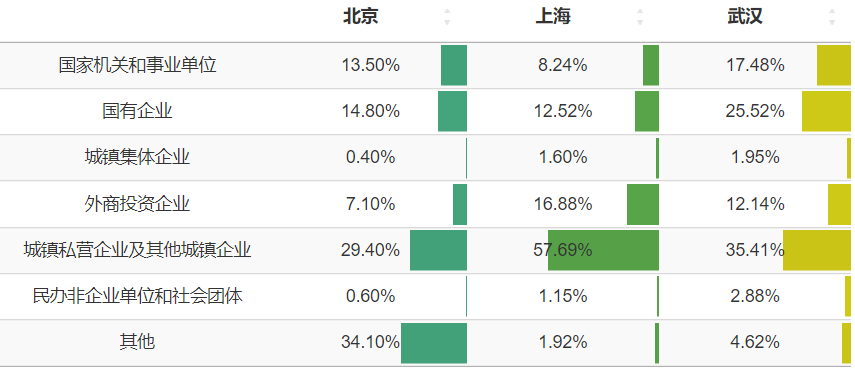 北京 上海 武汉
国家机关和事业单位 13.50% 8.24% 17.48%
国有企业 14.80% 12.52% 25.52%
城镇集体企业 0.40% 1.60% 1.95%
外商投资企业 7.10% 16.88% 12.14%
城镇私营企业及其他城镇企业 29.40% 57.69% 35.41%
民办非企业单位和社会团体 0.60% 1.15% 2.88%
其他 34.10% 1.92% 4.62%